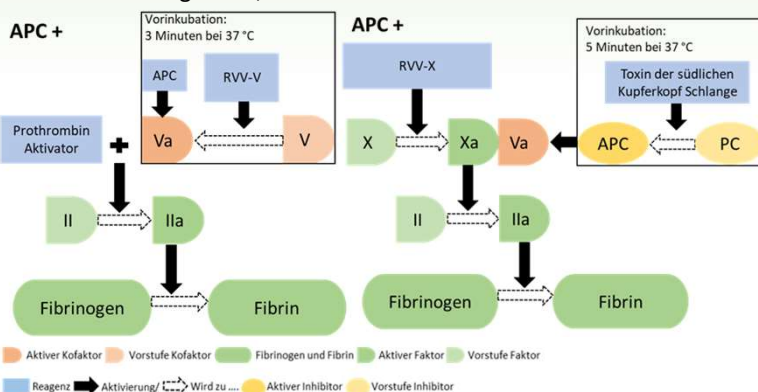 APC +
Vorinkubation:
3 Minuten bei 37 °C
APC
RVV-V
Va
V
Prothrombin
Aktivator
II
IIa
Fibrinogen
Fibrin
APC +
RVV-X
Vorinkubation:
5 Minuten bei 37 °C
Toxin der südlichen
Kupferkopf Schlange
X
Xa
Va
APC
PC
II
IIa
Fibrinogen
Fibrin
Aktiver Kofaktor
Vorstufe Kofaktor
Fibrinogen und Fibrin
Aktiver Faktor
Vorstufe Faktor
Reagenz
Aktivierung/
Wird zu ....
Aktiver Inhibitor
Vorstufe Inhibitor